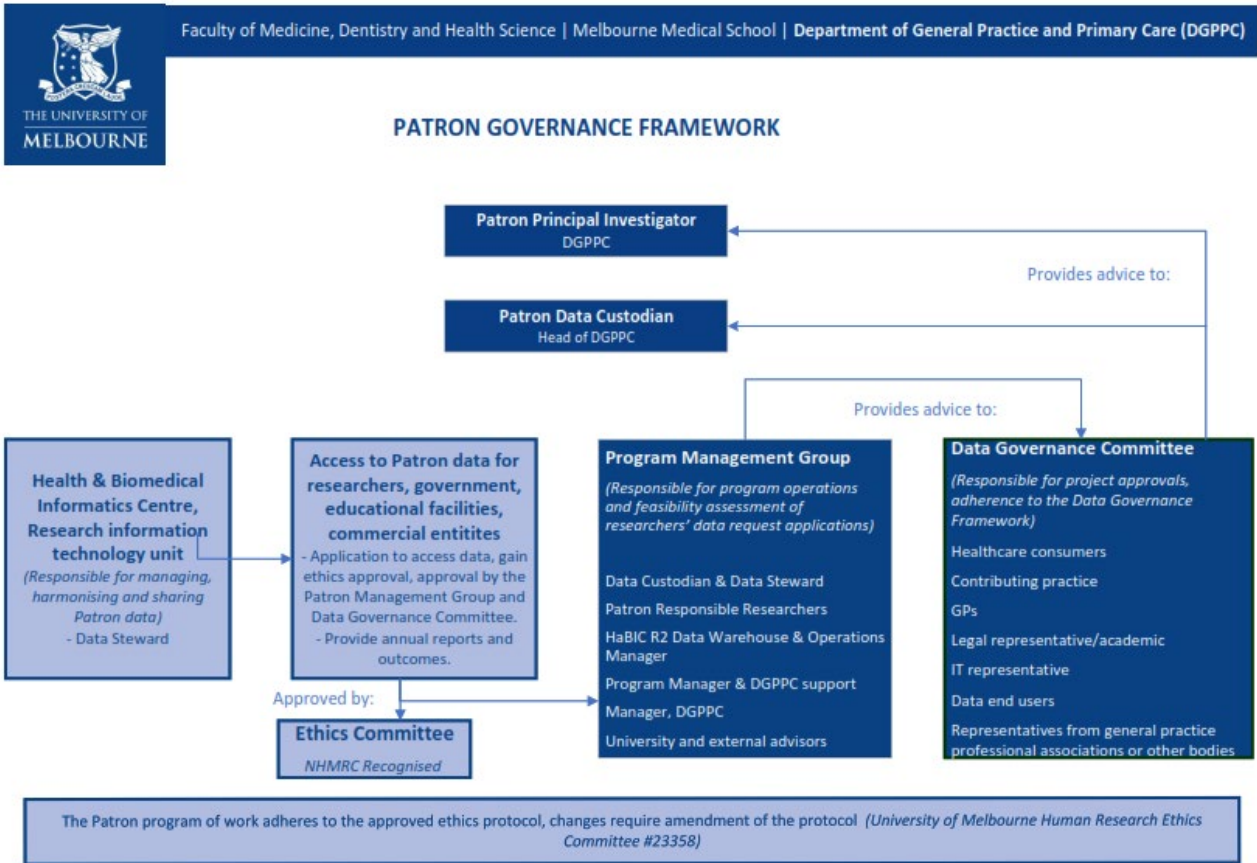 Faculty of Medicine, Dentistry and Health Science | Melbourne Medical School | Department of General Practice and Primary Care (DGPPC)
THE UNIVERSITY OF
MELBOURNE
PATRON GOVERNANCE FRAMEWORK
Patron Principal Investigator
DGPPC
Provides advice to:
Patron Data Custodian
Head of DGPPC
Provides advice to:
Health & Biomedical
Informatics Centre,
Research information
technology unit
(Responsible for managing,
harmonising and sharing
Patron data)
- Data Steward
Access to Patron data for
researchers, government,
educational facilities,
commercial entitites
- Application to access data, gain
ethics approval, approval by the
Patron Management Group and
Data Governance Committee.
- Provide annual reports and
outcomes.
Approved by:
Ethics Committee
NHMRC Recognised
Program Management Group
(Responsible for program operations
and feasibility assessment of
researchers' data request applications)
Data Custodian & Data Steward
Patron Responsible Researchers
HaBIC R2 Data Warehouse & Operations
Manager
Program Manager & DGPPC support
Manager, DGPPC
University and external advisors
Data Governance Committee
(Responsible for project approvals,
adherence to the Data Governance
Framework)
Healthcare consumers
Contributing practice
GPs
Legal representative/academic
IT representative
Data end users
Representatives from general practice
professional associations or other bodies
The Patron program of work adheres to the approved ethics protocol, changes require amendment of the protocol (University of Melbourne Human Research Ethics
Committee #23358)